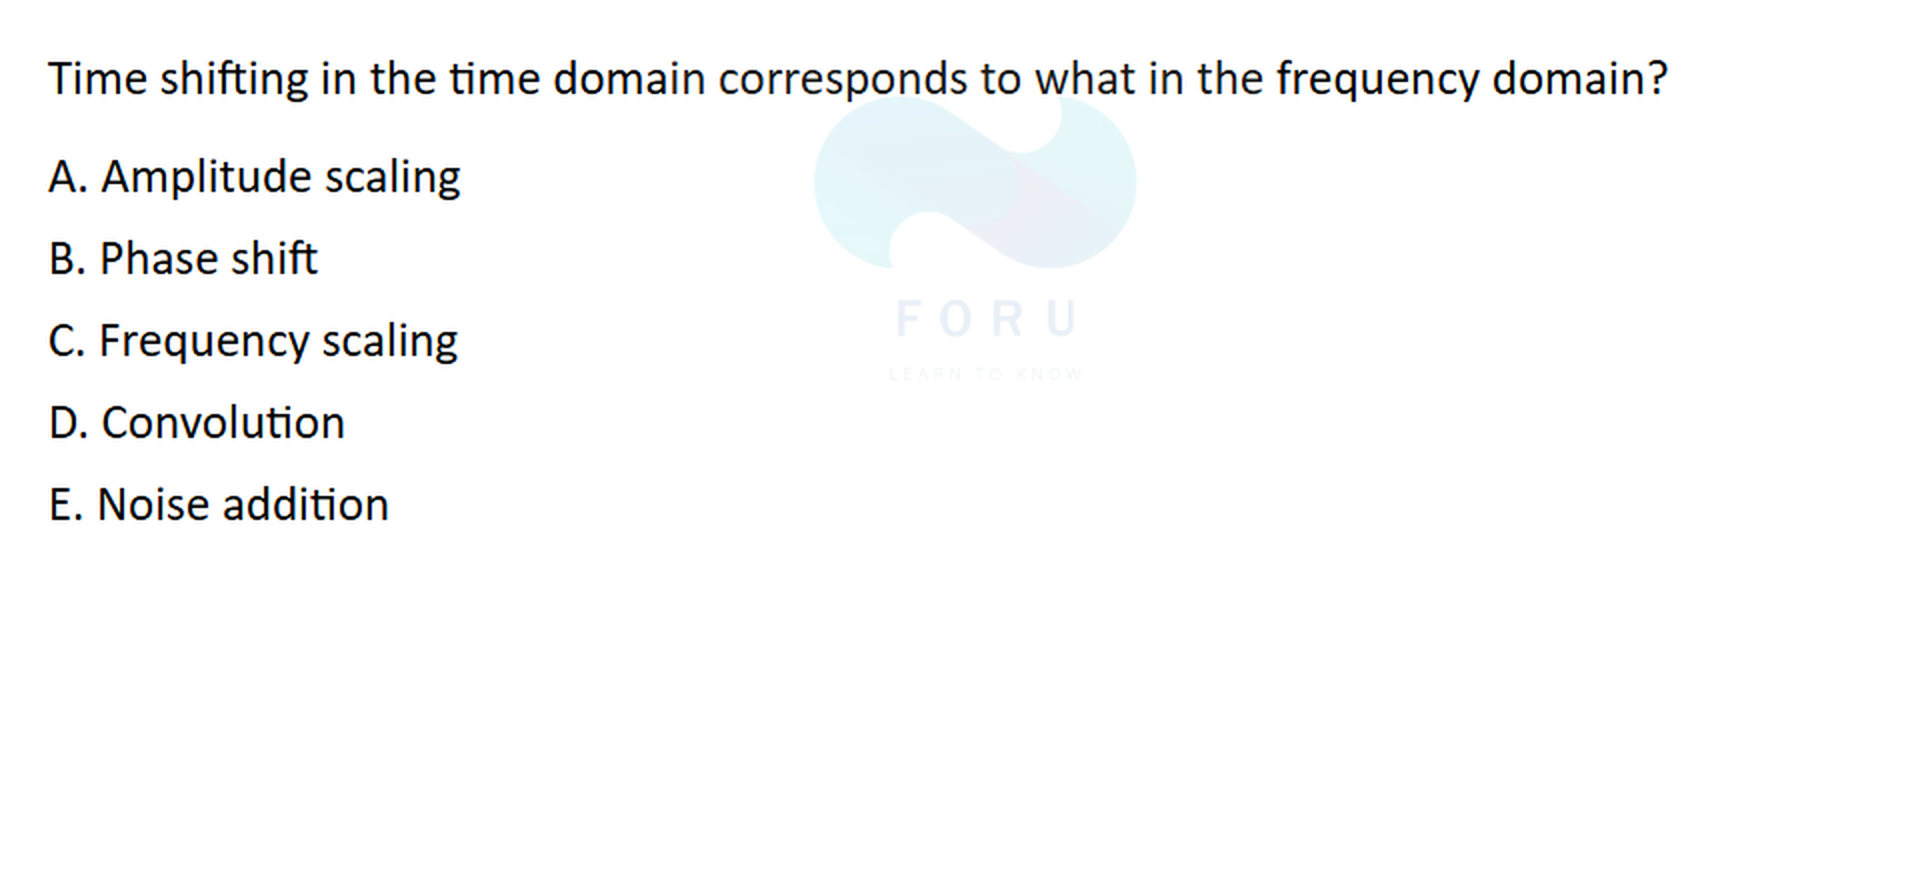 Time shifting in the time domain corresponds to what in the frequency domain?
A. Amplitude scaling
B. Phase shift
C. Frequency scaling
D. Convolution
E. Noise addition
FORU
LEARN TO KNOW